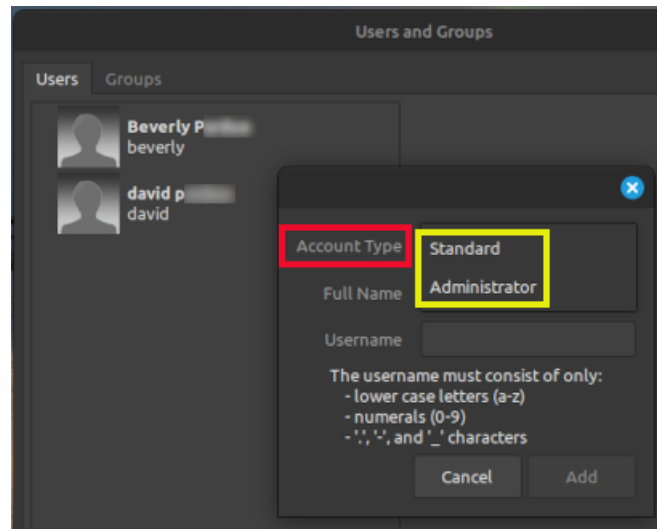 Users and Groups
Users Groups
Beverly P
beverly
david p
david
Account Type
Standard
Administrator
Full Name
Username
The username must consist of only:
- lower case letters (a-z)
- numerals (0-9)
- '.', '-', and '_' characters
Cancel Add